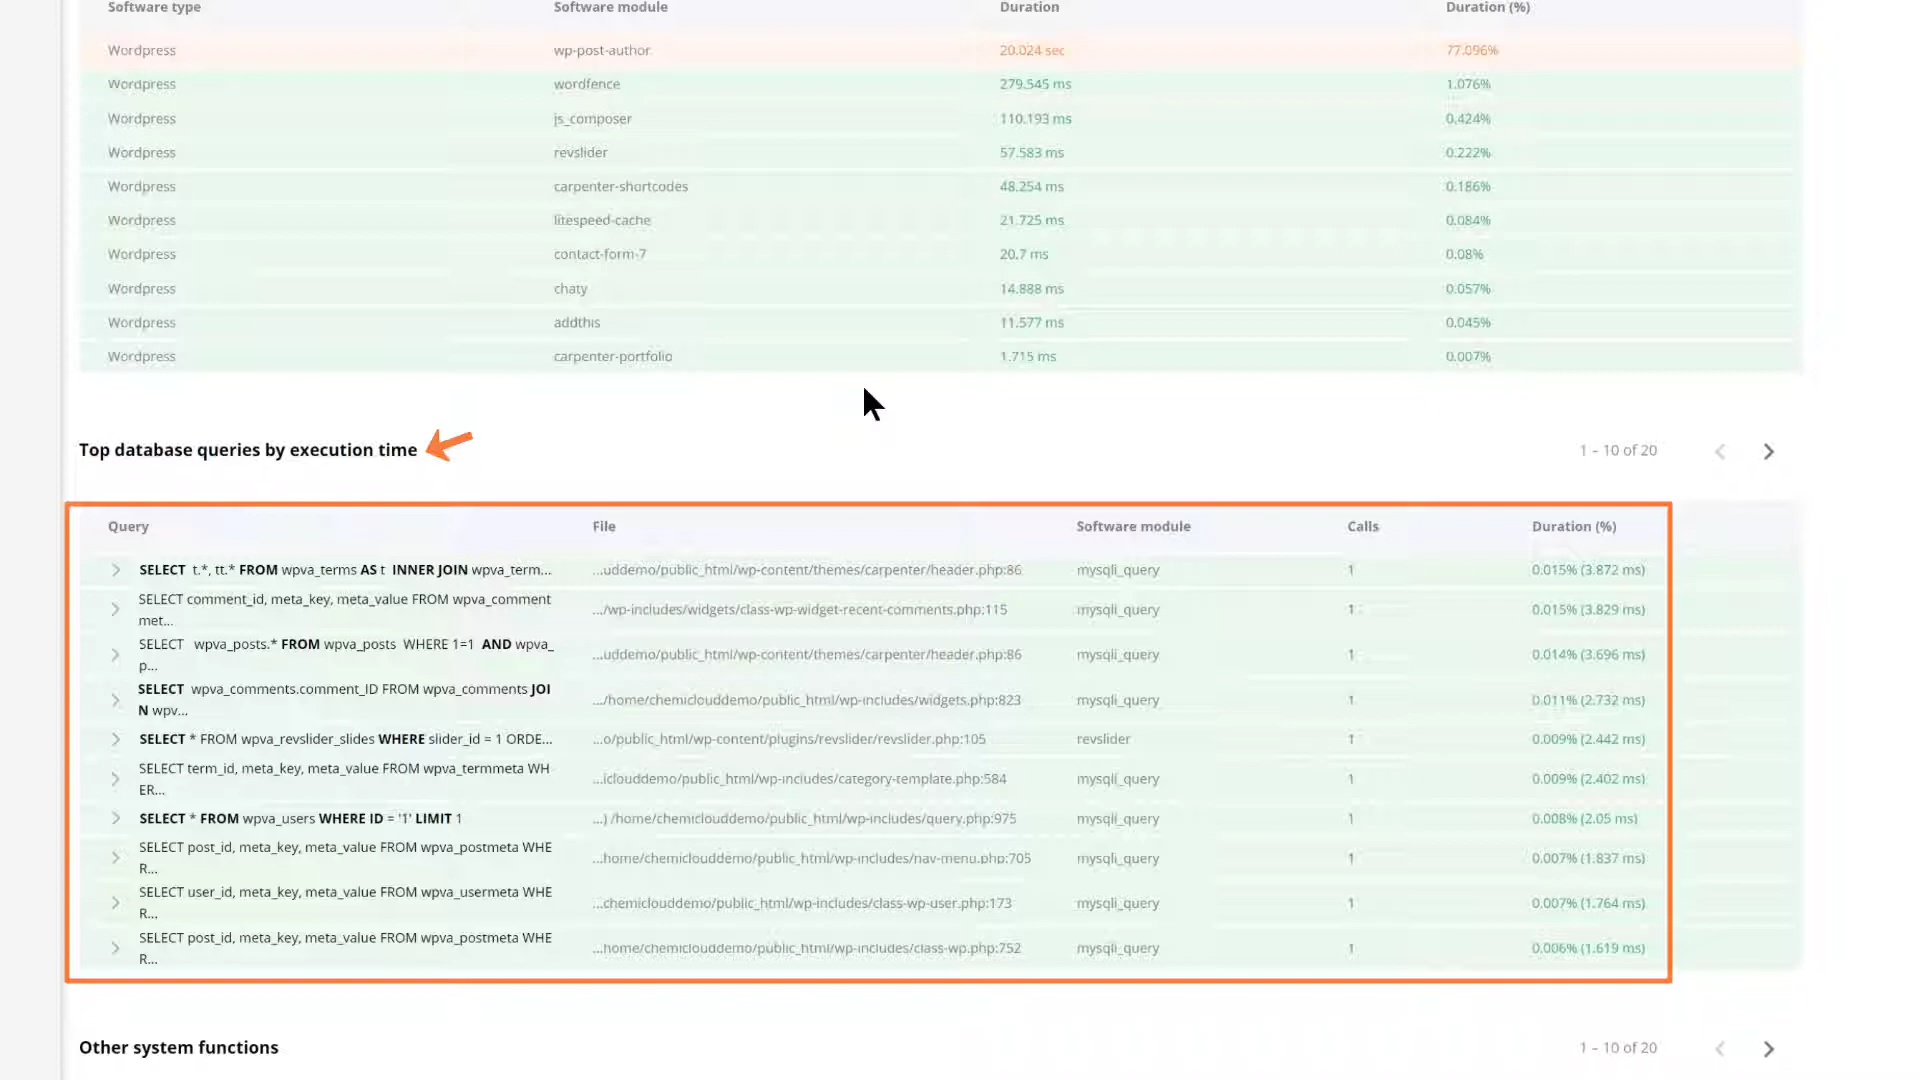 Software type Software module Duration Duration (%)
Wordpress wp-post-author 20.024 sec 77.096%
Wordpress wordfence 279.545 ms 1.076%
Wordpress js_composer 110.193 ms 0.424%
Wordpress revslider 57.583 ms 0.222%
Wordpress carpenter-shortcodes 48.254 ms 0.186%
Wordpress litespeed-cache 21.725 ms 0.084%
Wordpress contact-form-7 20.7 ms 0.08%
Wordpress chaty 14.888 ms 0.057%
Wordpress addthis 11.577 ms 0.045%
Wordpress carpenter-portfolio 1.715 ms 0.007%
Top database queries by execution time 1 - 10 of 20
Query File Software module Calls Duration (%)
SELECT t.*, tt.* FROM wpva_terms AS t INNER JOIN wpva_term... ...uddemo/public_html/wp-content/themes/carpenter/header.php:86 mysqli_query 1 0.015% (3.872 ms)
SELECT comment_id, meta_key, meta_value FROM wpva_comment
met... .../wp-includes/widgets/class-wp-widget-recent-comments.php:115 mysqli_query 1 0.015% (3.829 ms)
SELECT wpva_posts.* FROM wpva_posts WHERE 1=1 AND wpva_
p... ...uddemo/public_html/wp-content/themes/carpenter/header.php:86 mysqli_query 1 0.014% (3.696 ms)
SELECT wpva_comments.comment_ID FROM wpva_comments JOI
N wpv... .../home/chemiclouddemo/public_html/wp-includes/widgets.php:823 mysqli_query 1 0.011% (2.732 ms)
SELECT * FROM wpva_revslider_slides WHERE slider_id = 1 ORDE... ...o/public_html/wp-content/plugins/revslider/revslider.php:105 revslider 1 0.009% (2.442 ms)
SELECT term_id, meta_key, meta_value FROM wpva_termmeta WH
ER... ...iclouddemo/public_html/wp-includes/category-template.php:584 mysqli_query 1 0.009% (2.402 ms)
SELECT * FROM wpva_users WHERE ID = '1' LIMIT 1 ...) /home/chemiclouddemo/public_html/wp-includes/query.php:975 mysqli_query 1 0.008% (2.05 ms)
SELECT post_id, meta_key, meta_value FROM wpva_postmeta WHE
R... ...home/chemiclouddemo/public_html/wp-includes/nav-menu.php:705 mysqli_query 1 0.007% (1.837 ms)
SELECT user_id, meta_key, meta_value FROM wpva_usermeta WHE
R... ...chemiclouddemo/public_html/wp-includes/class-wp-user.php:173 mysqli_query 1 0.007% (1.764 ms)
SELECT post_id, meta_key, meta_value FROM wpva_postmeta WHE
R... ...home/chemiclouddemo/public_html/wp-includes/class-wp.php:752 mysqli_query 1 0.006% (1.619 ms)
Other system functions 1 - 10 of 20